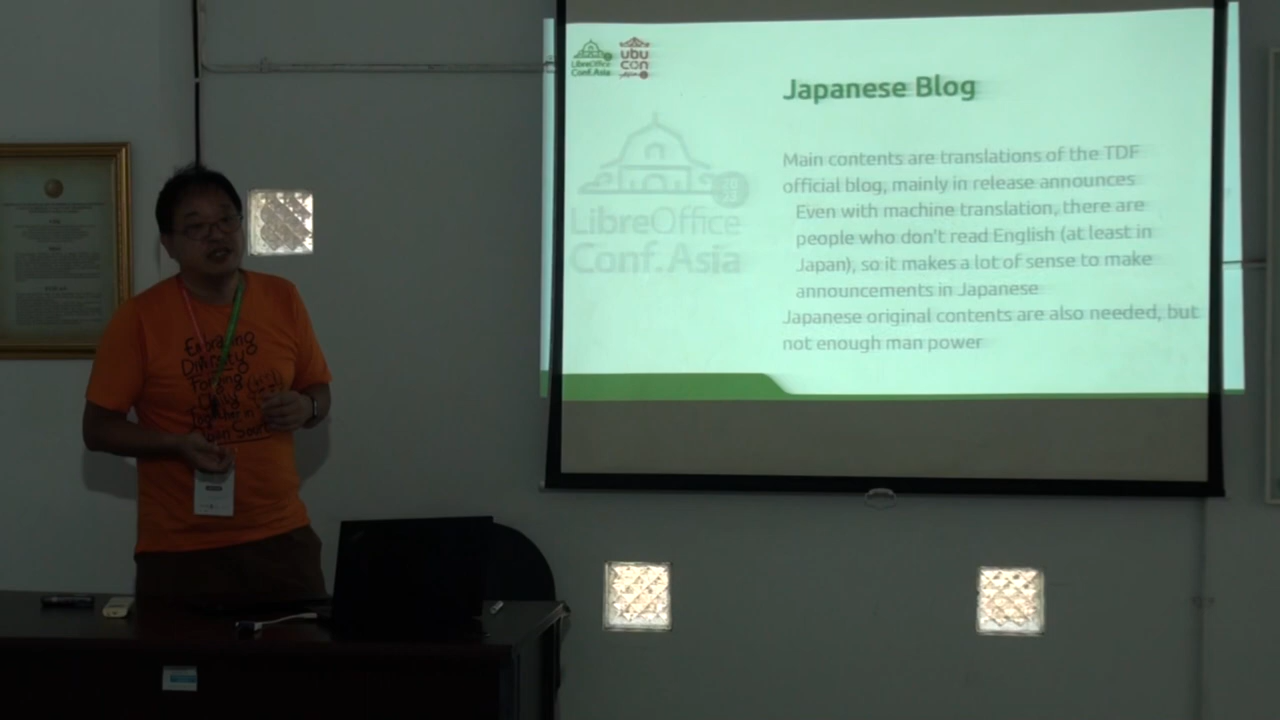 LibreOffice
Conf.Asia
ubu
con
Japanese Blog
Main contents are translations of the TDF
official blog, mainly in release announces
Even with machine translation, there are
people who don't read English (at least in
Japan), so it makes a lot of sense to make
announcements in Japanese
Japanese original contents are also needed, but
not enough man power
LibreOffice
Conf.Asia
Embracing
Diversity